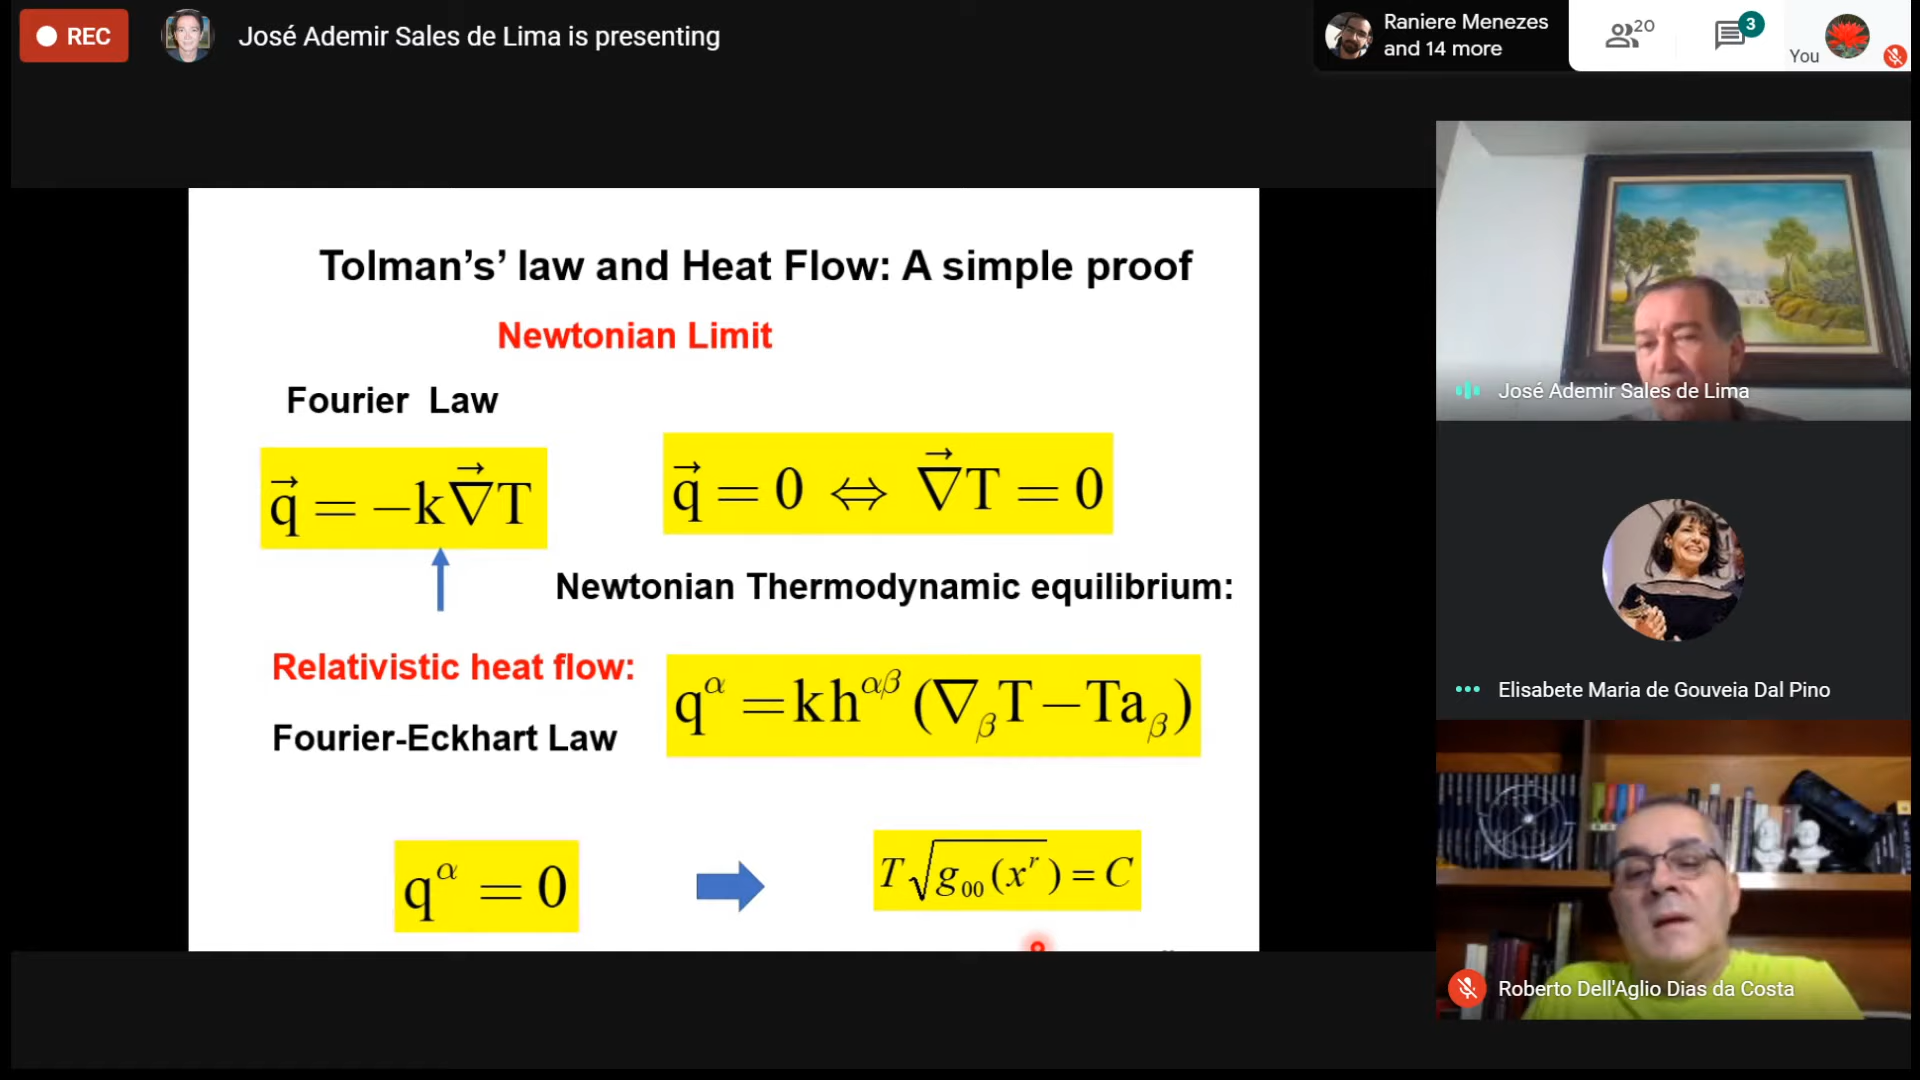 REC
José Ademir Sales de Lima is presenting
Raniere Menezes
and 14 more
20
3
You
Tolman’s’ law and Heat Flow: A simple proof
Newtonian Limit
Fourier Law
q⃗ = −k∇⃗T
q⃗ = 0 ⇔ ∇⃗T = 0
Newtonian Thermodynamic equilibrium:
Relativistic heat flow:
Fourier-Eckhart Law
q^α = k h^{αβ} (∇_β T − T a_β)
q^α = 0
T√g_{00}(x^r) = C
José Ademir Sales de Lima
Elisabete Maria de Gouveia Dal Pino
Roberto Dell'Aglio Dias da Costa